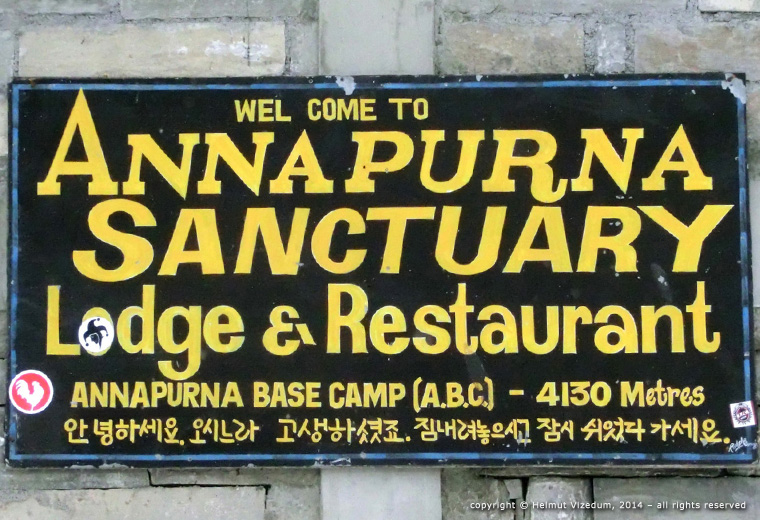 WEL COME TO
ANNAPURNA
SANCTUARY
Lodge & Restaurant
ANNAPURNA BASE CAMP (A.B.C.) - 4130 Metres
안녕하세요. 오시느라 고생하셨죠. 짐내려놓으시고 잠시 쉬었다 가세요.
copyright © Helmut Vizedum, 2014 – all rights reserved